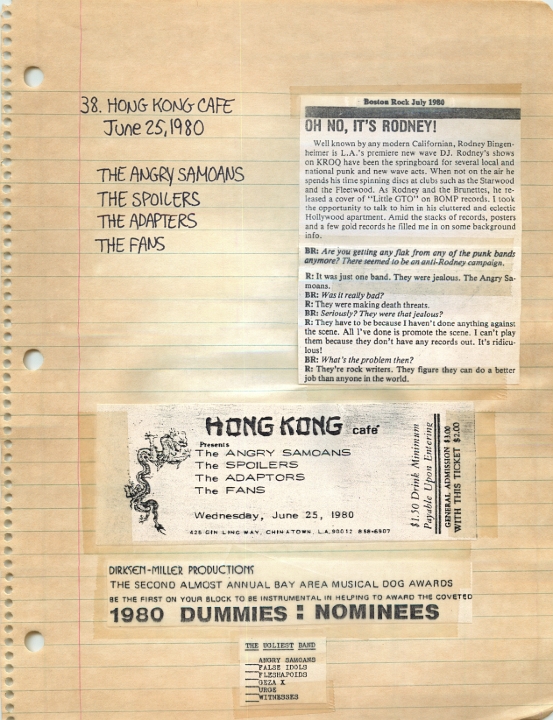 38. HONG KONG CAFE
June 25, 1980
THE ANGRY SAMOANS
THE SPOILERS
THE ADAPTERS
THE FANS
Boston Rock July 1980
OH NO, IT'S RODNEY!
Well known by any modern Californian, Rodney Bingen-
heimer is L.A.'s premiere new wave DJ. Rodney's shows
on KROQ have been the springboard for several local and
national punk and new wave acts. When not on the air he
spends his time spinning discs at clubs such as the Starwood
and the Fleetwood. As Rodney and the Brunettes, he re-
leased a cover of "Little GTO" on BOMP records. I took
the opportunity to talk to him in his cluttered and eclectic
Hollywood apartment. Amid the stacks of records, posters
and a few gold records he filled me in on some background
info.
BR: Are you getting any flak from any of the punk bands
anymore? There seemed to be an anti-Rodney campaign.
R: It was just one band. They were jealous. The Angry Sa-
moans.
BR: Was it really bad?
R: They were making death threats.
BR: Seriously? They were that jealous?
R: They have to be because I haven't done anything against
the scene. All I've done is promote the scene. I can't play
them because they don't have any records out. It's ridicu-
lous!
BR: What's the problem then?
R: They're rock writers. They figure they can do a better
job than anyone in the world.
HONG KONG cafe
Presents
The ANGRY SAMOANS
The SPOILERS
The ADAPTORS
The FANS
Wednesday, June 25, 1980
425 GIN LING WAY, CHINATOWN, L.A. 90012 628-6307
$1.50 Drink Minimum
Payable Upon Entering
GENERAL ADMISSION $3.00
WITH THIS TICKET $2.00
DIRKSEN-MILLER PRODUCTIONS
THE SECOND ALMOST ANNUAL BAY AREA MUSICAL DOG AWARDS
BE THE FIRST ON YOUR BLOCK TO BE INSTRUMENTAL IN HELPING TO AWARD THE COVETED
1980 DUMMIES : NOMINEES
THE UGLIEST BAND
ANGRY SAMOANS
FALSE IDOLS
FLESHAPOIDS
GEZA X
URGE
WITNESSES